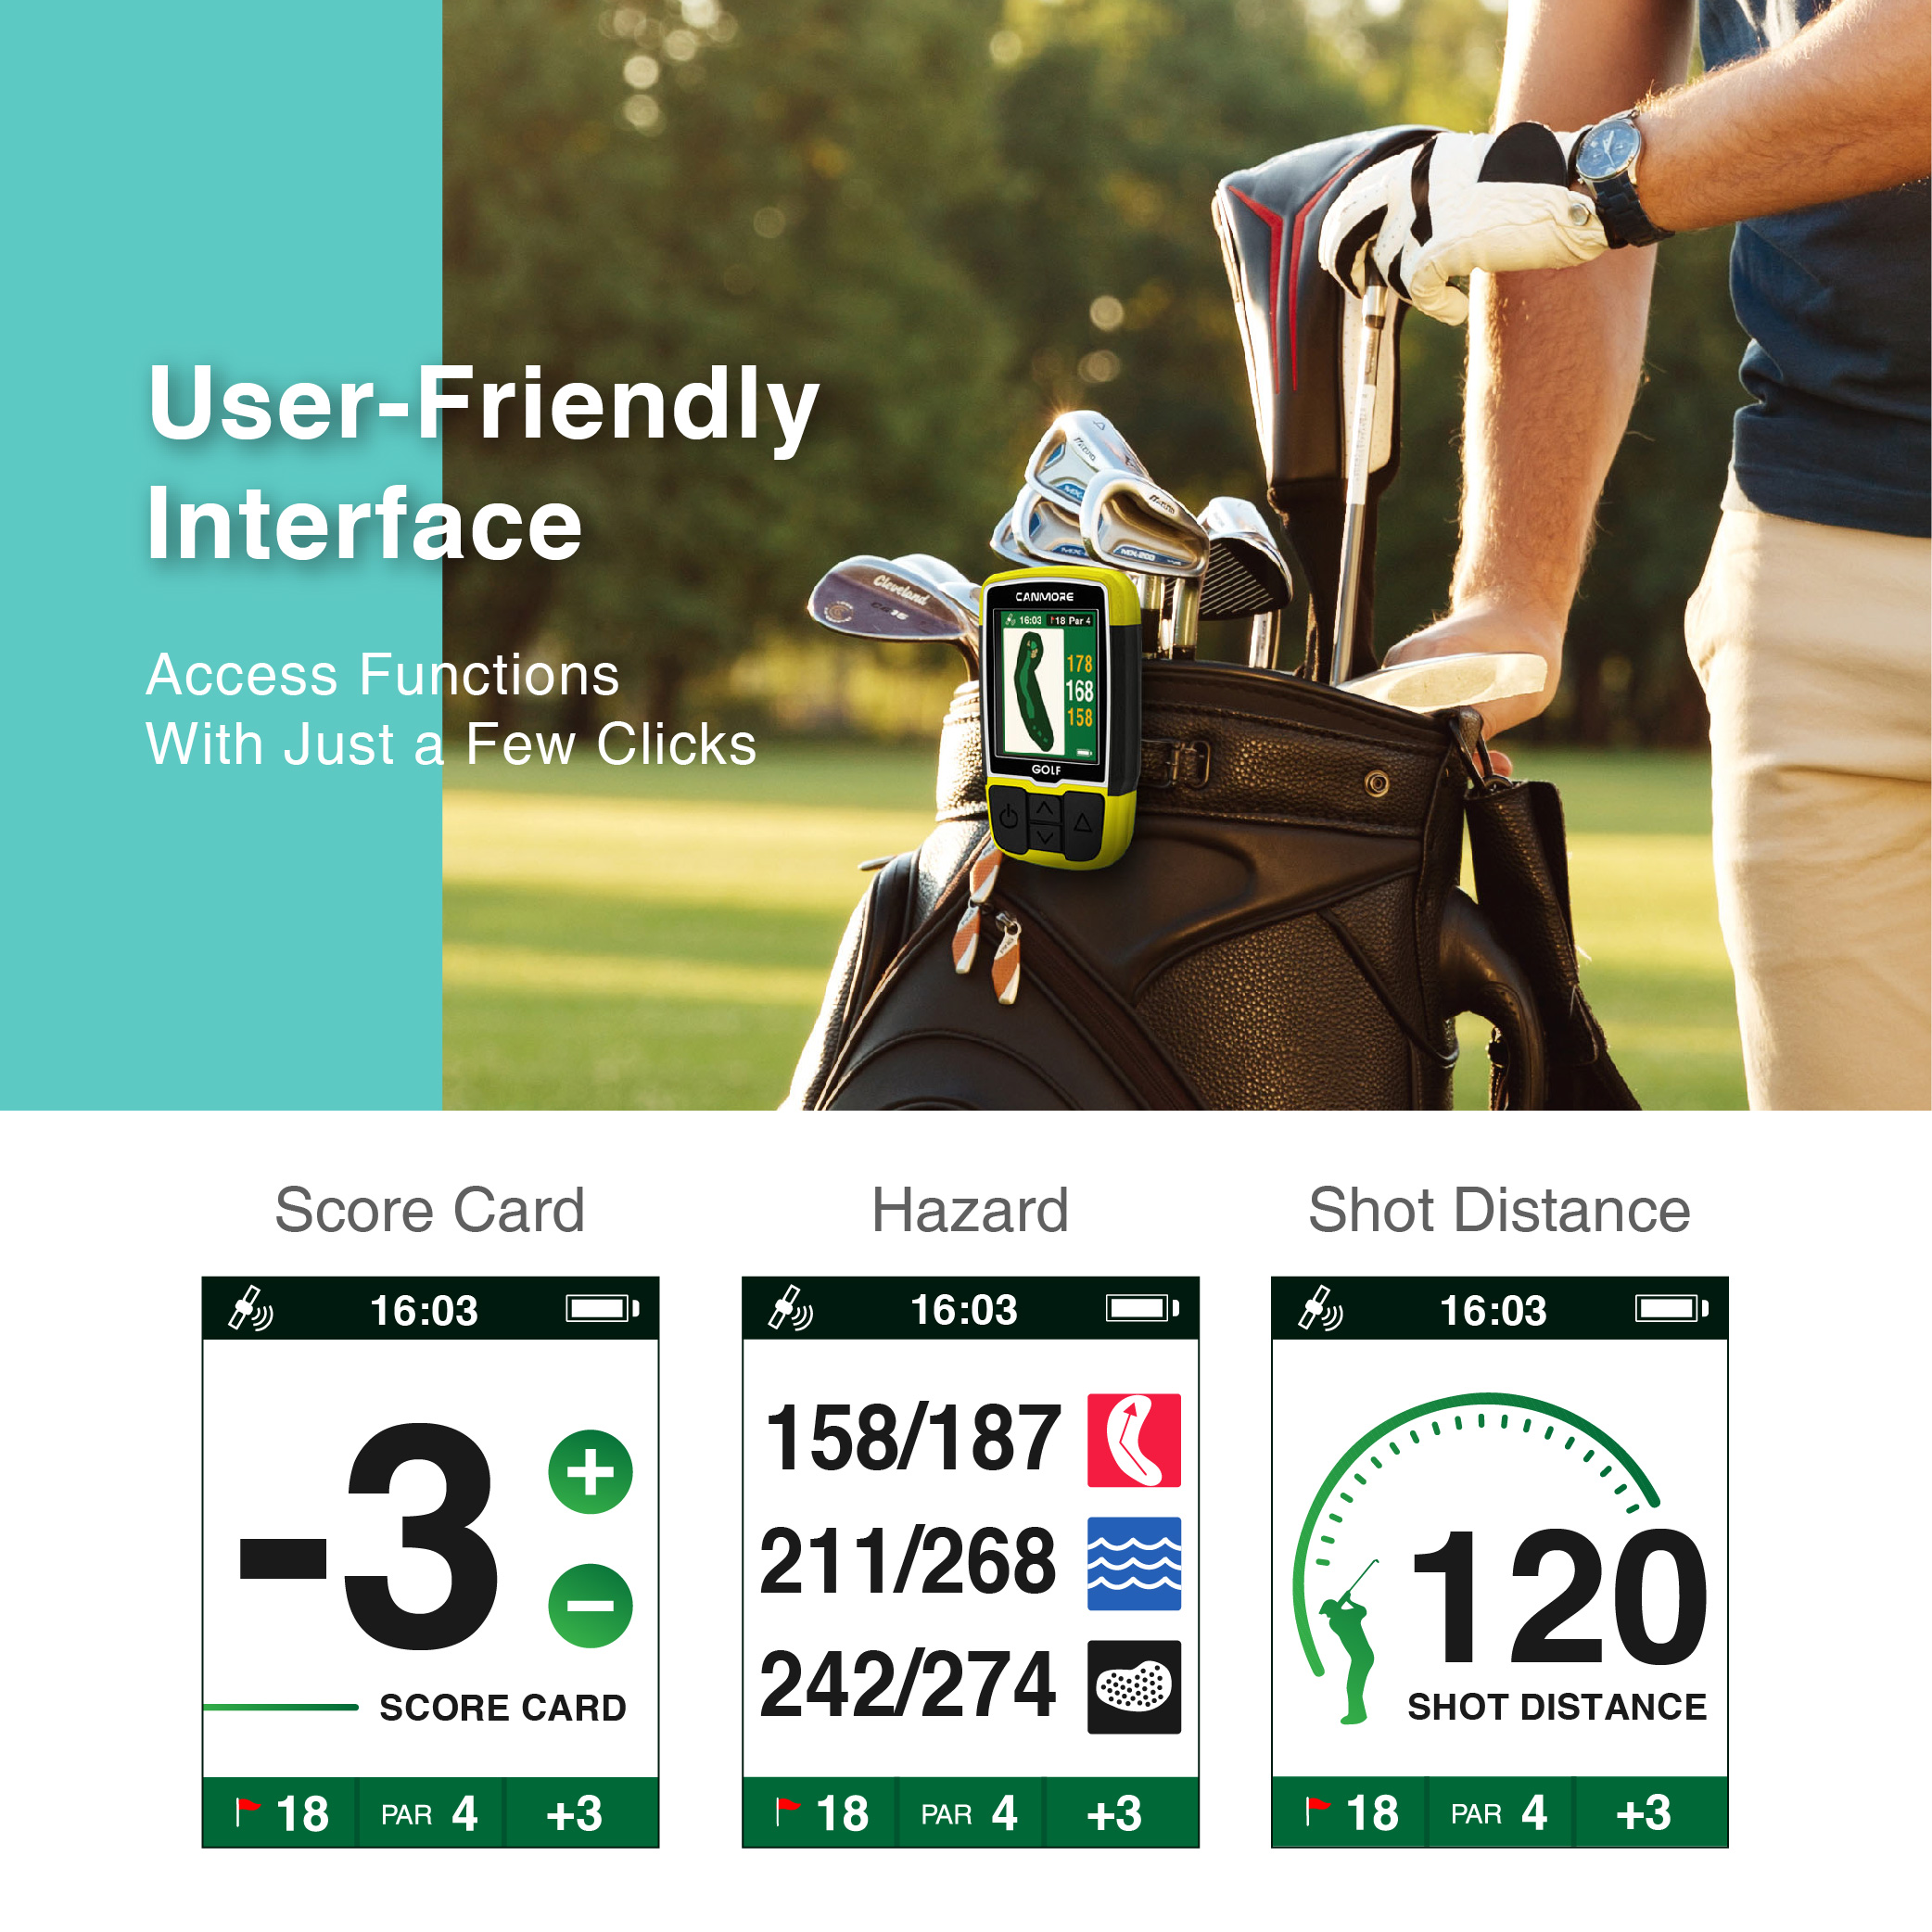 User-Friendly
Interface
Access Functions
With Just a Few Clicks
Cleveland
CANMORE
16:03 18 Par 4
178
168
158
GOLF
Score Card
16:03
-3
+
−
SCORE CARD
18 PAR 4 +3
Hazard
16:03
158/187
211/268
242/274
18 PAR 4 +3
Shot Distance
16:03
120
SHOT DISTANCE
18 PAR 4 +3